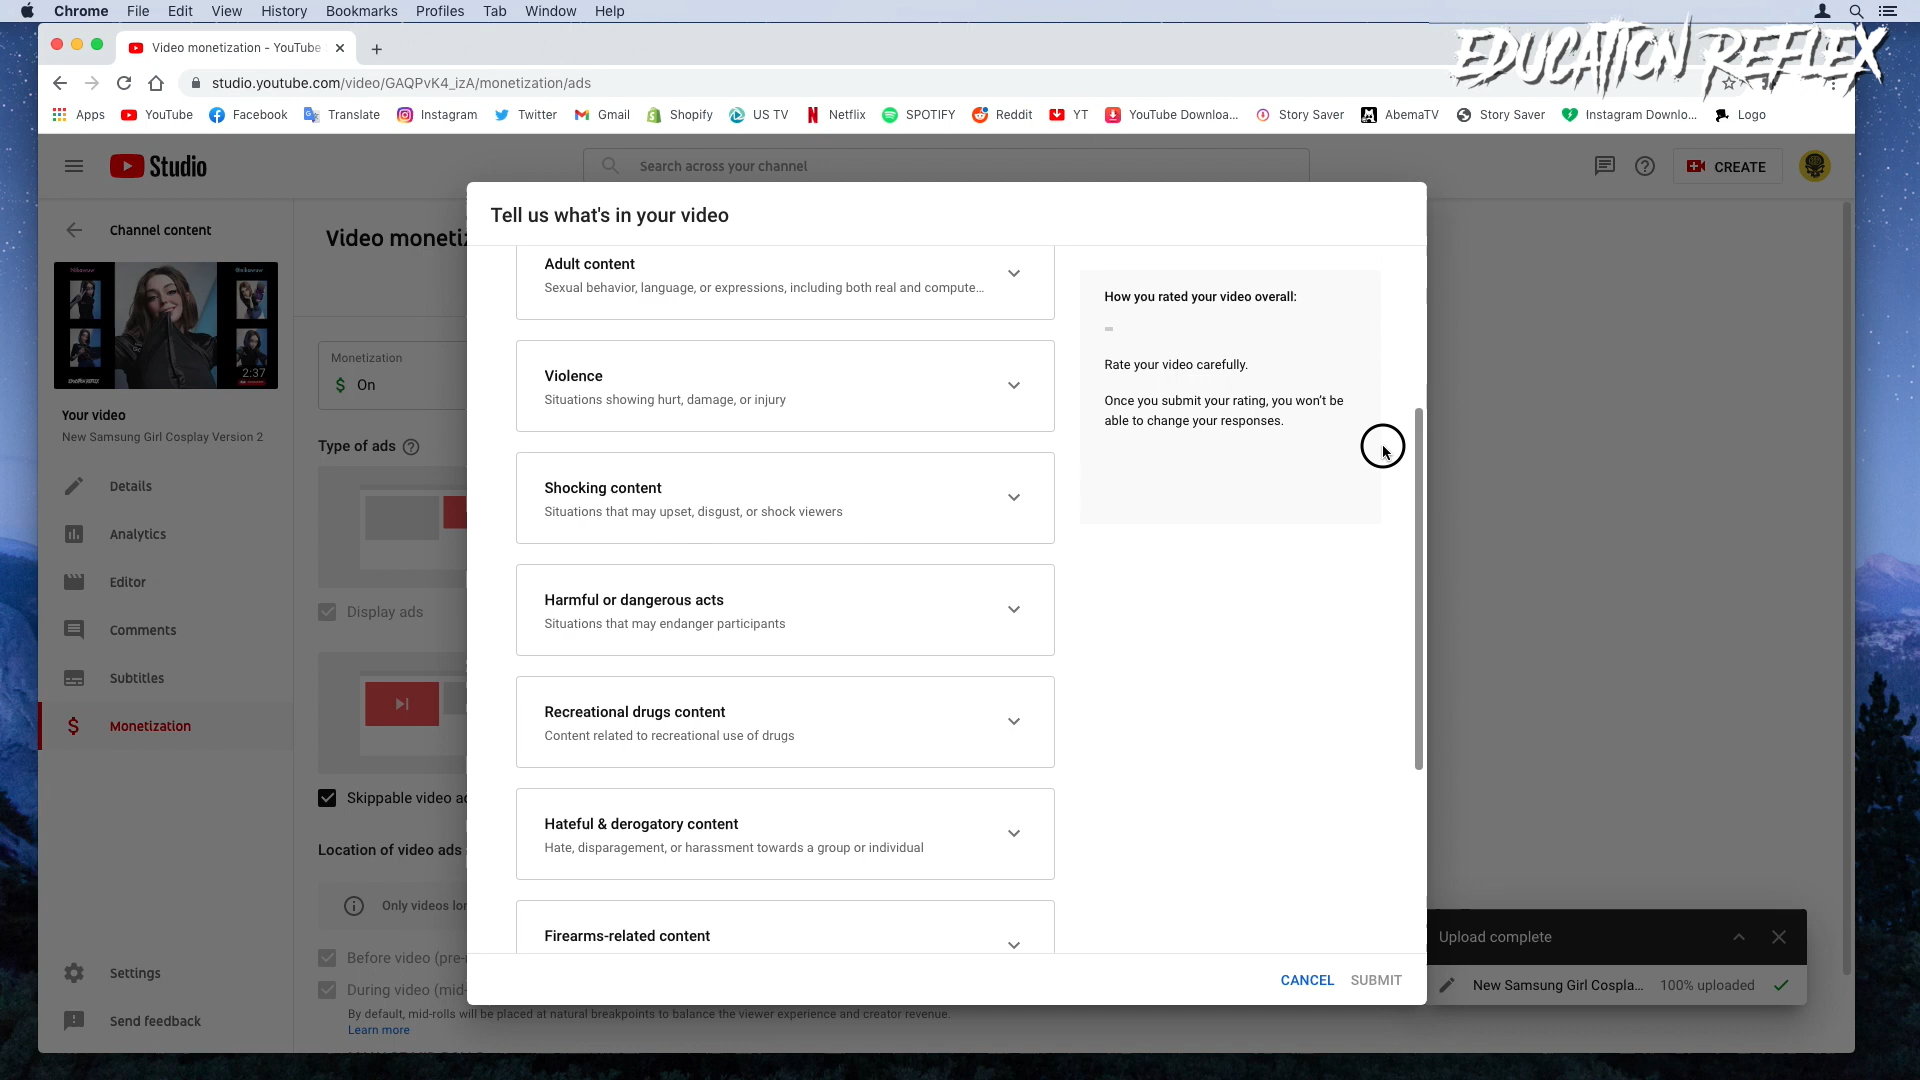 Chrome File Edit View History Bookmarks Profiles Tab Window Help
Video monetization - YouTube
EDUCATION REFLEX
studio.youtube.com/video/GAQPvK4_izA/monetization/ads
Apps YouTube Facebook Translate Instagram Twitter Gmail Shopify US TV Netflix SPOTIFY Reddit YT YouTube Downloa... Story Saver AbemaTV Story Saver Instagram Downlo... Logo
Studio
Search across your channel
CREATE
Channel content
2:37
Your video
New Samsung Girl Cosplay Version 2
Details
Analytics
Editor
Comments
Subtitles
Monetization
Settings
Send feedback
Video moneti
Monetization
On
Type of ads
Display ads
Skippable video a
Location of video ads
Only videos lo
Before video (pre-
During video (mid-
By default, mid-rolls will be placed at natural breakpoints to balance the viewer experience and creator revenue.
Learn more
Tell us what's in your video
Adult content
Sexual behavior, language, or expressions, including both real and compute...
Violence
Situations showing hurt, damage, or injury
Shocking content
Situations that may upset, disgust, or shock viewers
Harmful or dangerous acts
Situations that may endanger participants
Recreational drugs content
Content related to recreational use of drugs
Hateful & derogatory content
Hate, disparagement, or harassment towards a group or individual
Firearms-related content
How you rated your video overall:
Rate your video carefully.
Once you submit your rating, you won't be
able to change your responses.
CANCEL SUBMIT
Upload complete
New Samsung Girl Cospla... 100% uploaded